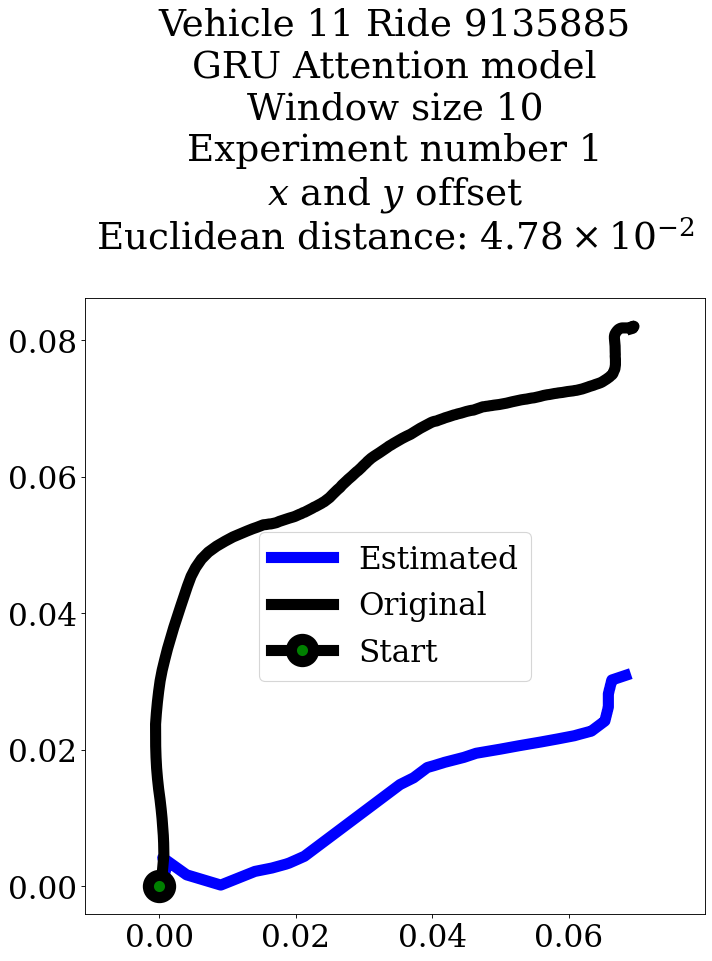 Vehicle 11 Ride 9135885
GRU Attention model
Window size 10
Experiment number 1
x and y offset
Euclidean distance: 4.78 × 10⁻²
0.08
0.06
0.04
0.02
0.00
Estimated
Original
Start
0.00 0.02 0.04 0.06